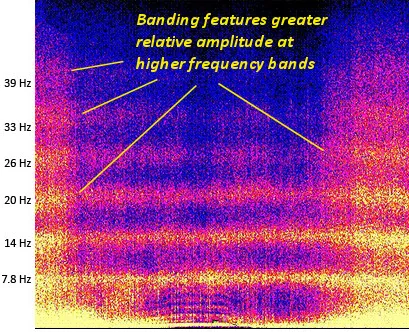 Banding features greater
relative amplitude at
higher frequency bands
39 Hz
33 Hz
26 Hz
20 Hz
14 Hz
7.8 Hz